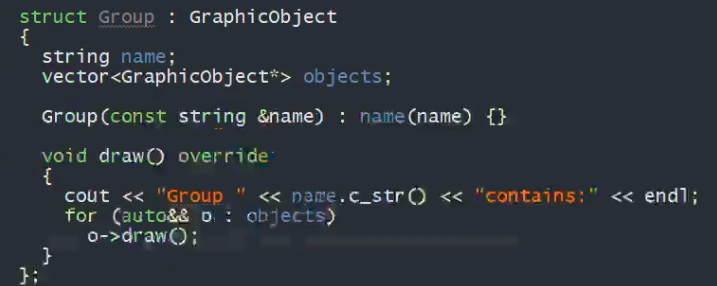 struct Group : GraphicObject
{
string name;
vector<GraphicObject*> objects;
Group(const string &name) : name(name) {}
void draw() override
{
cout << "Group " << name.c_str() << "contains:" << endl;
for (auto&& o : objects)
o->draw();
}
};